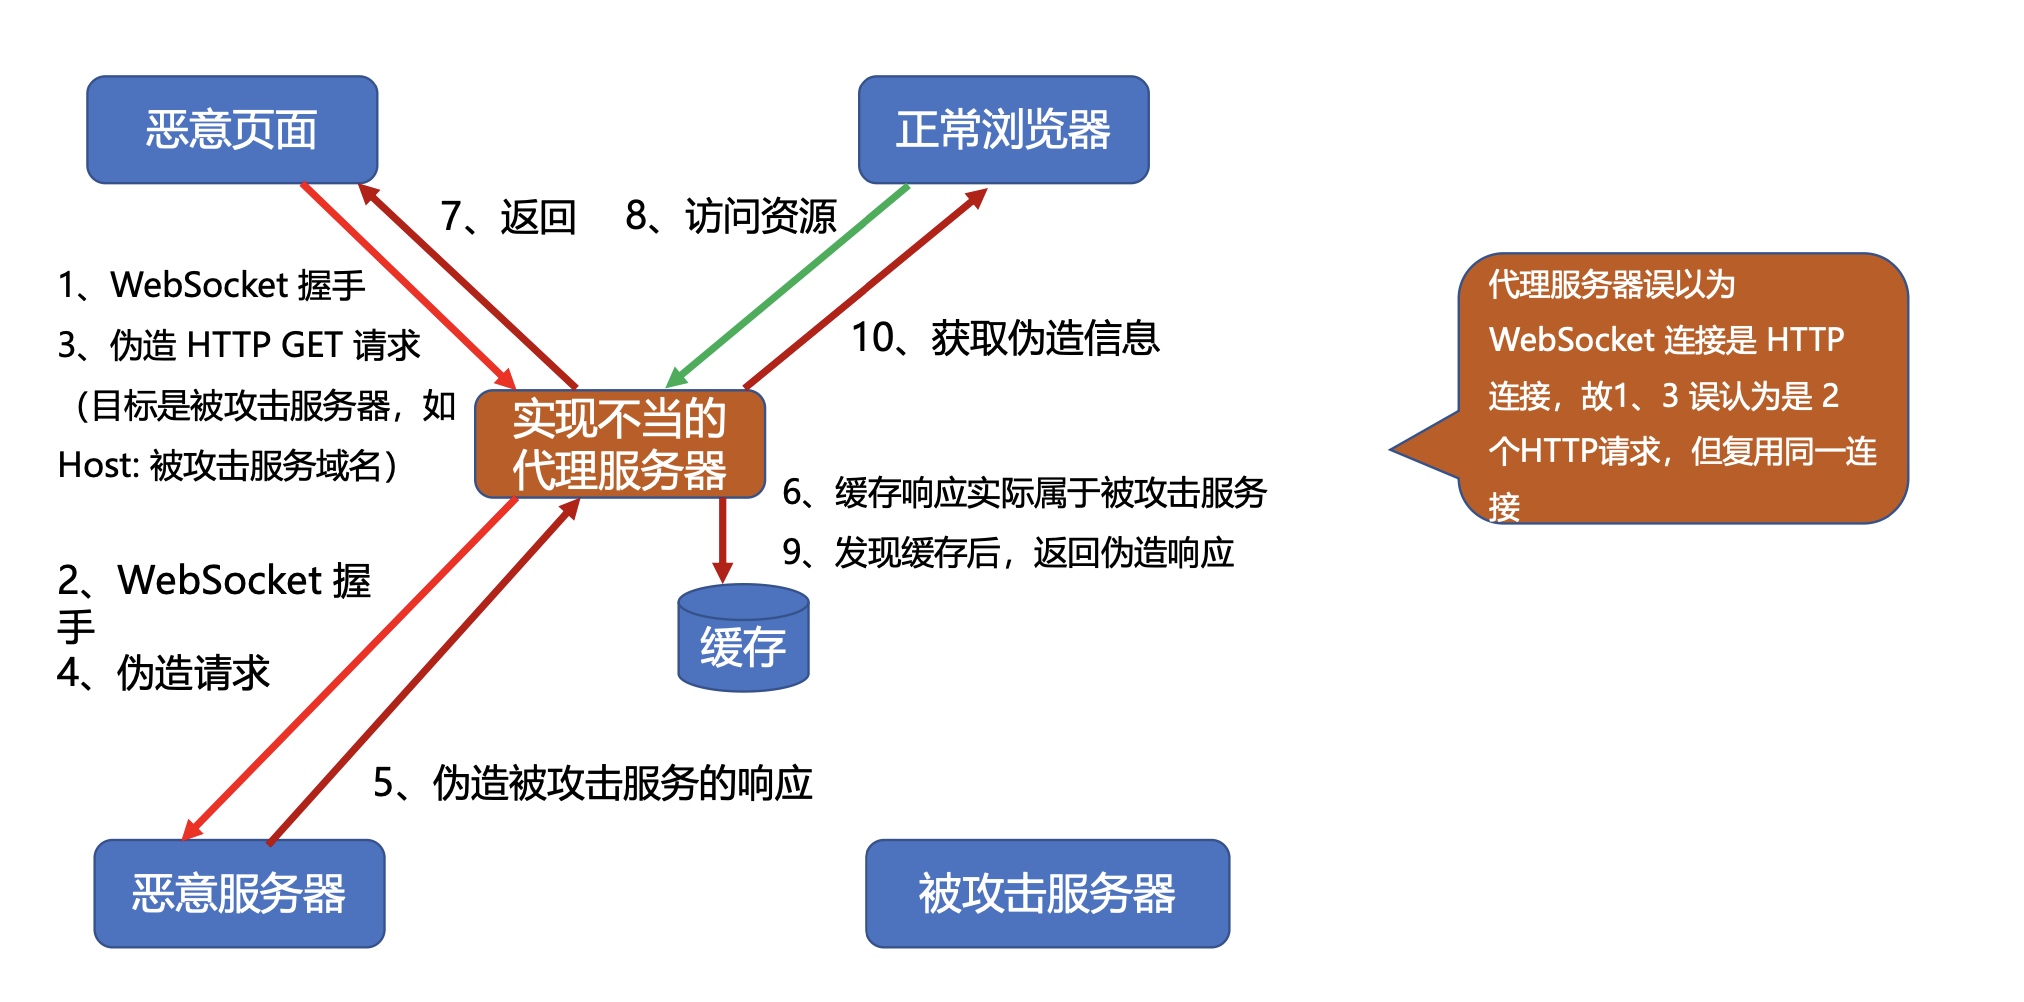 恶意页面
正常浏览器
7、返回
8、访问资源
1、WebSocket 握手
3、伪造 HTTP GET 请求
（目标是被攻击服务器，如
Host: 被攻击服务域名）
10、获取伪造信息
代理服务器误以为
WebSocket 连接是 HTTP
连接，故1、3 误认为是 2
个HTTP请求，但复用同一连
接
实现不当的
代理服务器
6、缓存响应实际属于被攻击服务
9、发现缓存后，返回伪造响应
2、WebSocket 握
手
4、伪造请求
缓存
5、伪造被攻击服务的响应
恶意服务器
被攻击服务器